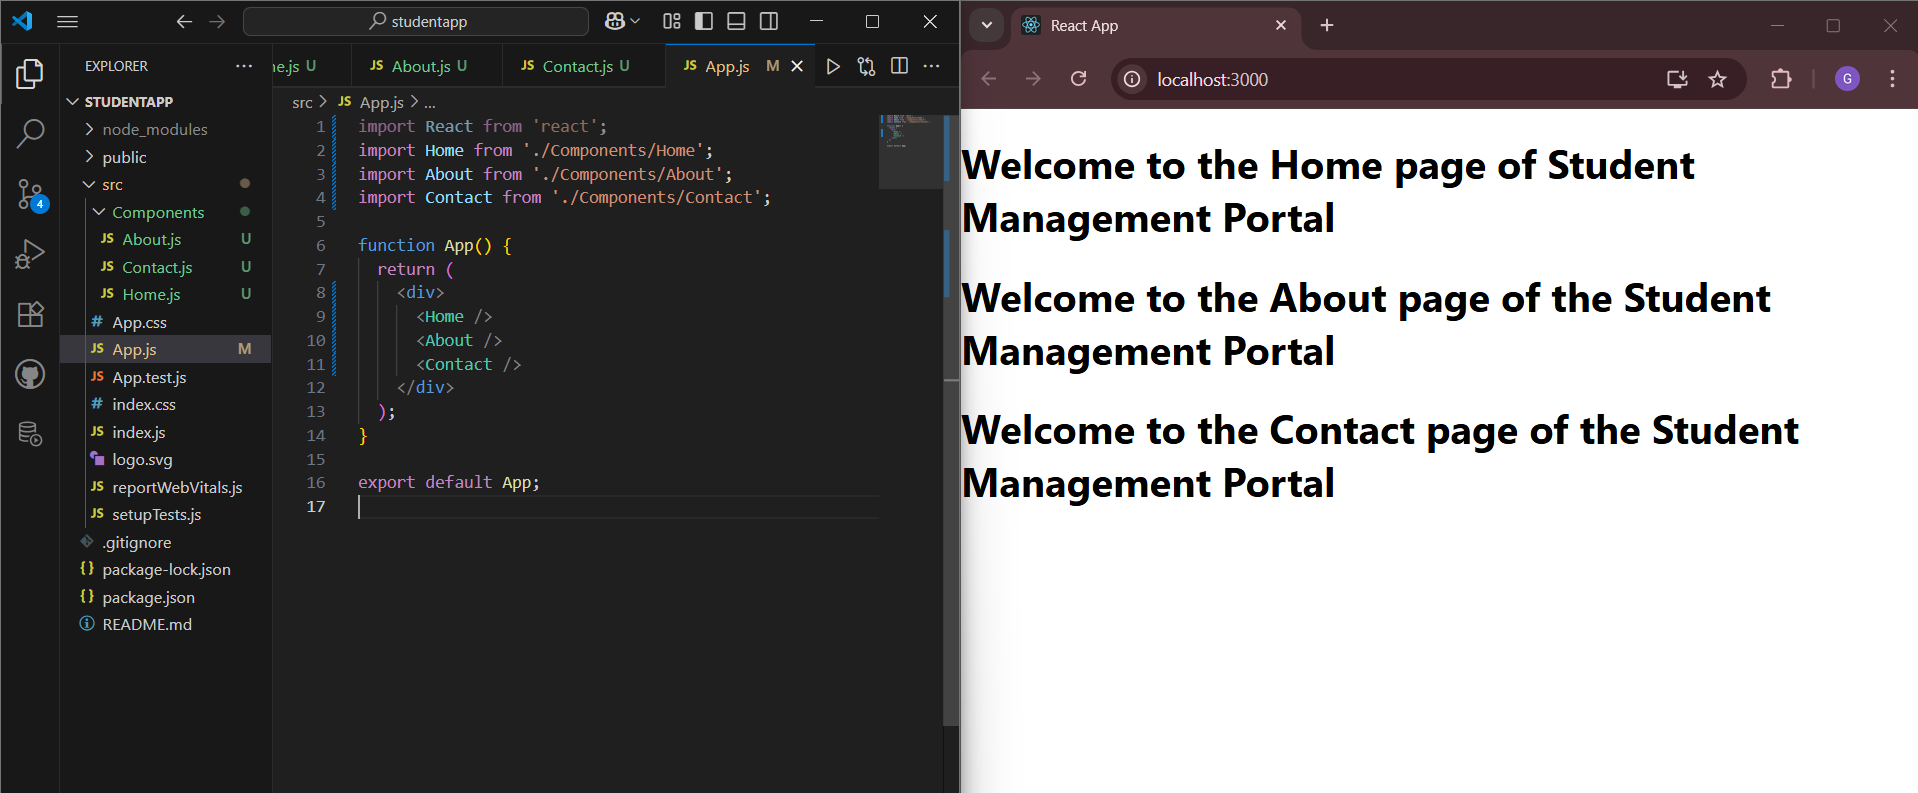 studentapp
EXPLORER
STUDENTAPP
node_modules
public
src
Components
JS About.js U
JS Contact.js U
JS Home.js U
# App.css
JS App.js M
JS App.test.js
# index.css
JS index.js
logo.svg
JS reportWebVitals.js
JS setupTests.js
.gitignore
{} package-lock.json
{} package.json
README.md
4
ne.js U
JS About.js U
JS Contact.js U
JS App.js M
src > JS App.js > ...
1 import React from 'react';
2 import Home from './Components/Home';
3 import About from './Components/About';
4 import Contact from './Components/Contact';
5
6 function App() {
7 return (
8 <div>
9 <Home />
10 <About />
11 <Contact />
12 </div>
13 );
14 }
15
16 export default App;
17
React App
localhost:3000
G
Welcome to the Home page of Student
Management Portal
Welcome to the About page of the Student
Management Portal
Welcome to the Contact page of the Student
Management Portal